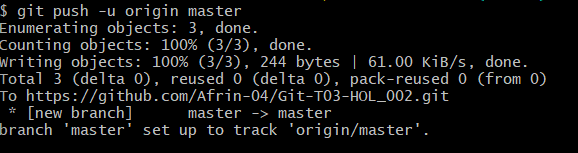 $ git push -u origin master
Enumerating objects: 3, done.
Counting objects: 100% (3/3), done.
Writing objects: 100% (3/3), 244 bytes | 61.00 KiB/s, done.
Total 3 (delta 0), reused 0 (delta 0), pack-reused 0 (from 0)
To https://github.com/Afrin-04/Git-T03-HOL_002.git
 * [new branch]      master -> master
branch 'master' set up to track 'origin/master'.